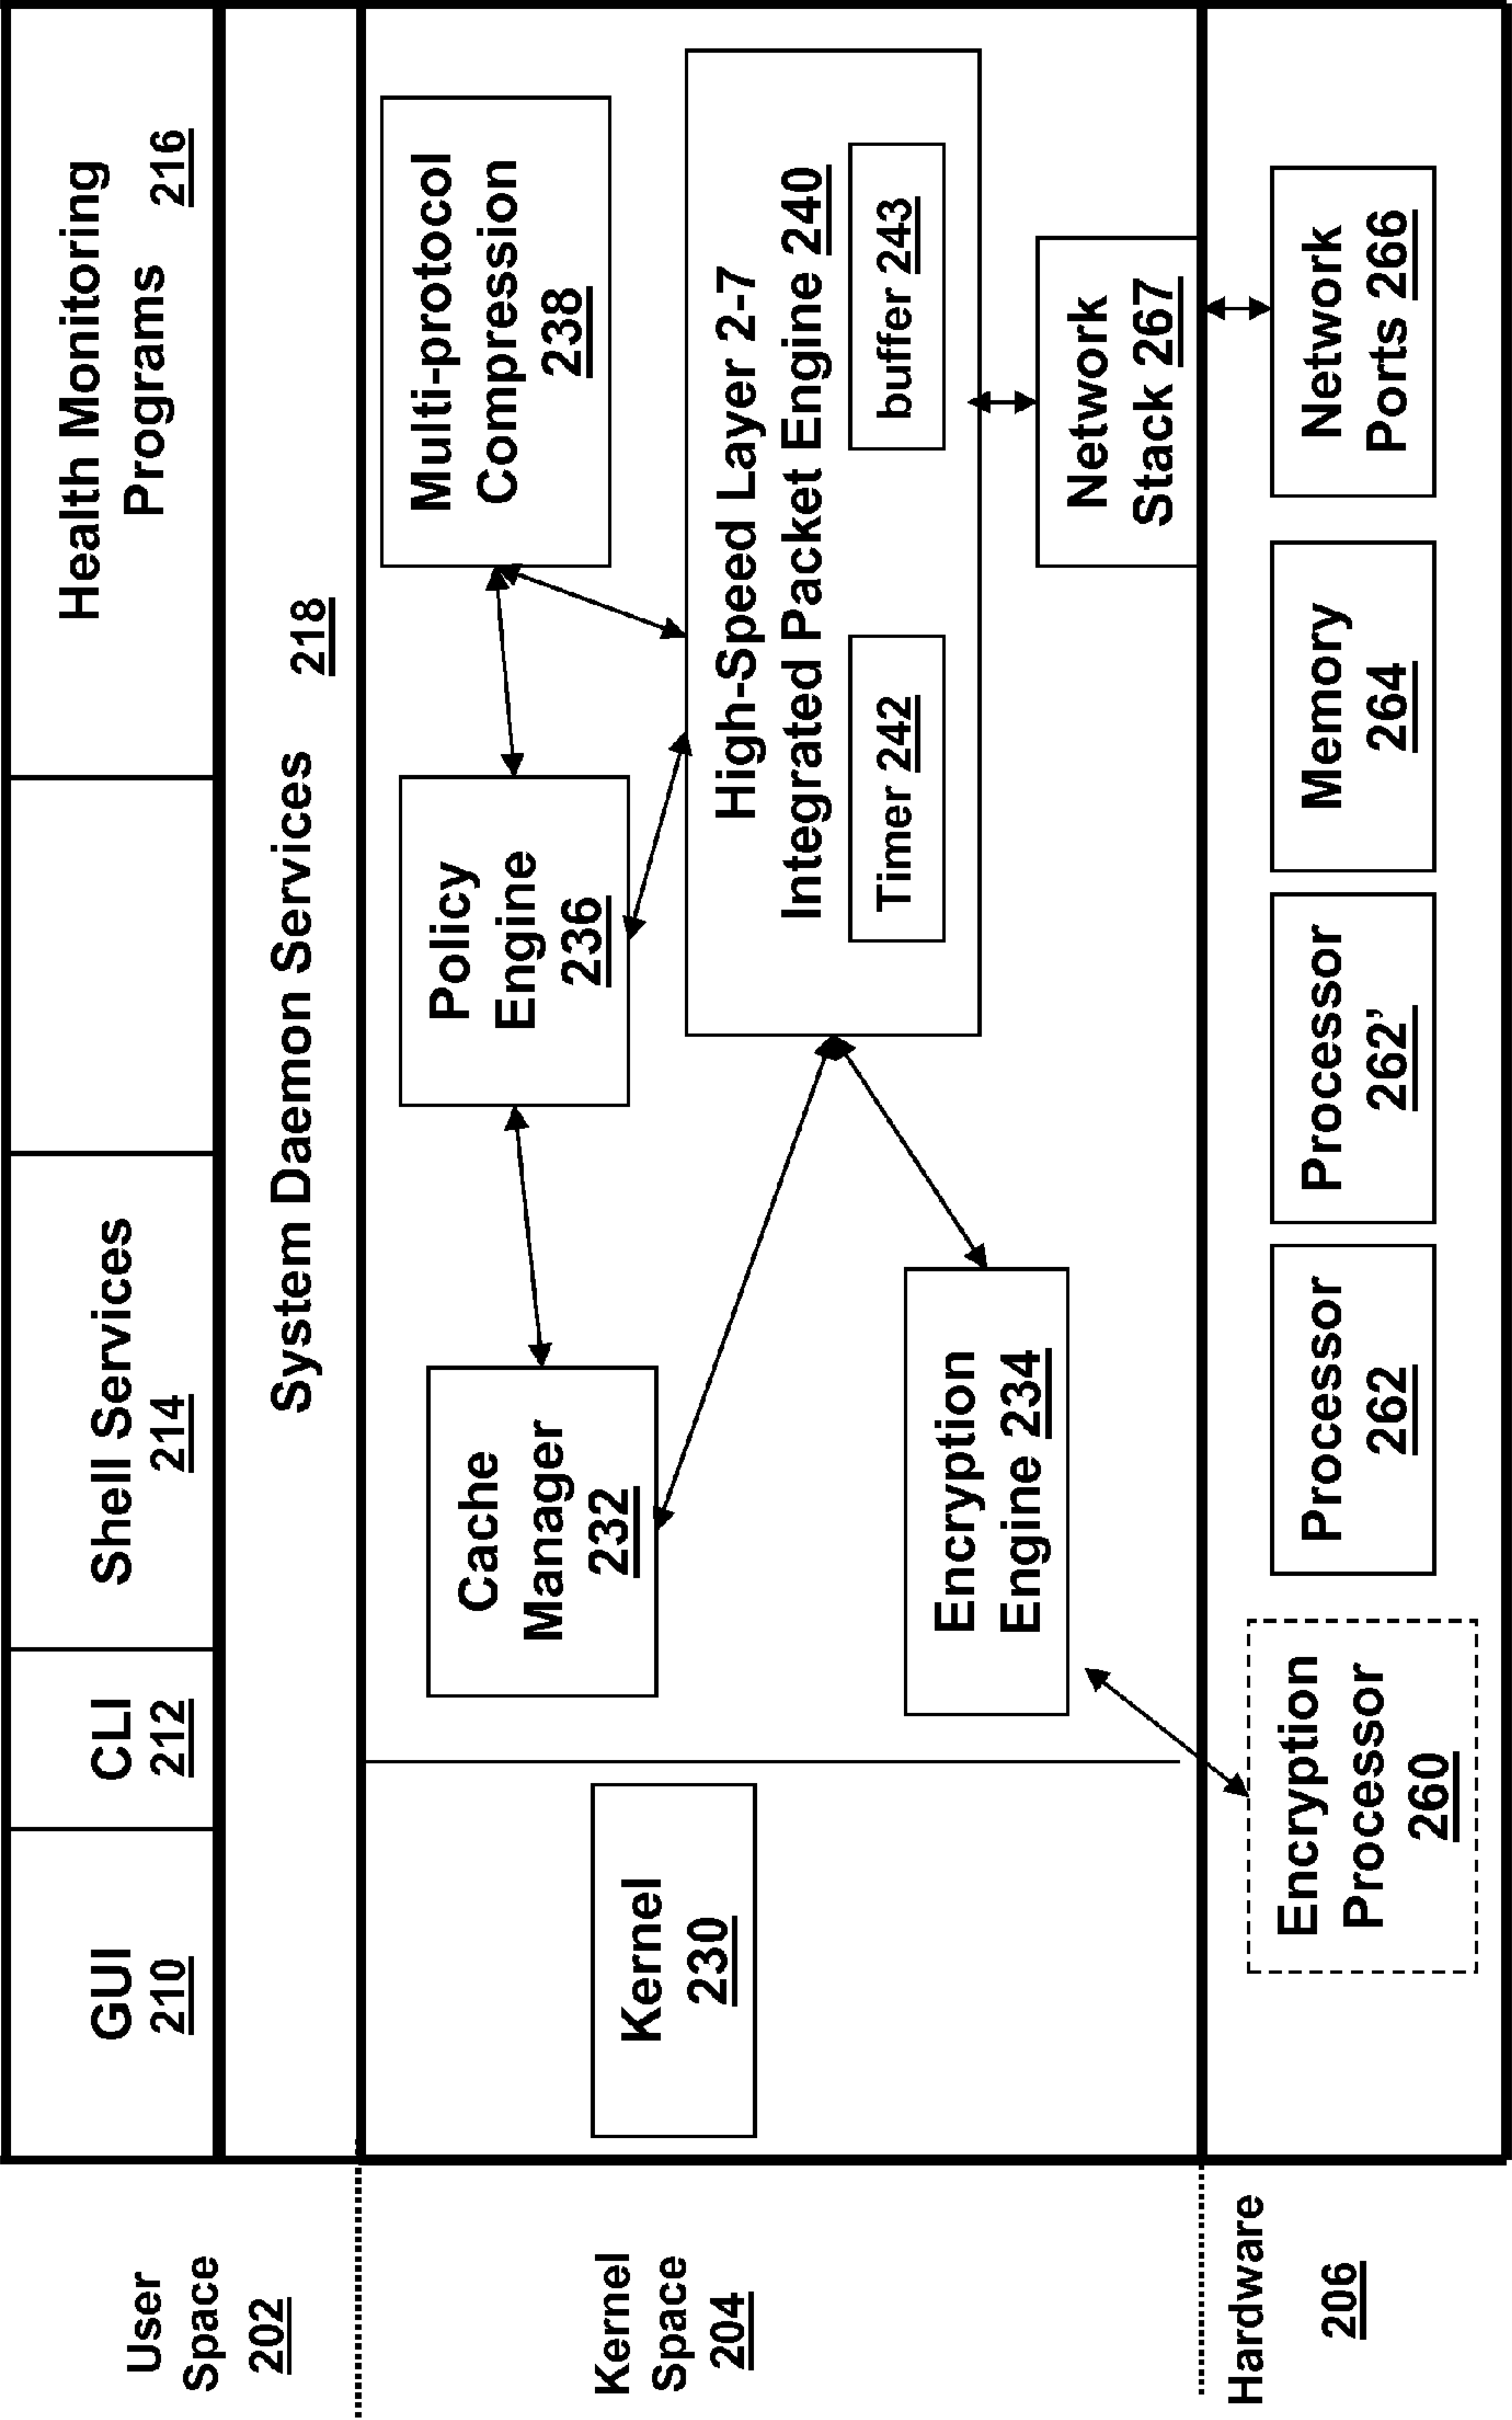 User
Space
202
GUI
210
CLI
212
Shell Services
214
Health Monitoring
Programs 216
System Daemon Services 218
Kernel
Space
204
Kernel
230
Cache
Manager
232
Policy
Engine
236
Multi-protocol
Compression
238
High-Speed Layer 2-7
Integrated Packet Engine 240
Timer 242
buffer 243
Encryption
Engine 234
Network
Stack 267
Hardware
206
Encryption
Processor
260
Processor
262
Processor
262’
Memory
264
Network
Ports 266